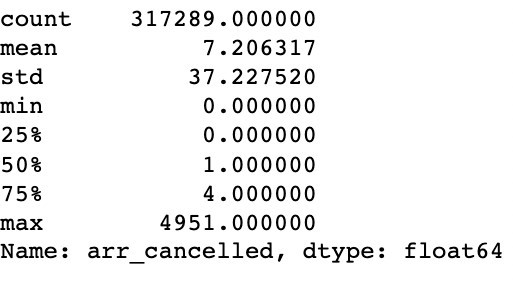 count    317289.000000
mean          7.206317
std          37.227520
min           0.000000
25%           0.000000
50%           1.000000
75%           4.000000
max        4951.000000
Name: arr_cancelled, dtype: float64